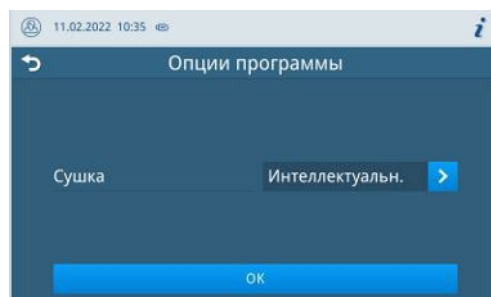 11.02.2022 10:35
i
Опции программы
Сушка Интеллектуальн.
OK